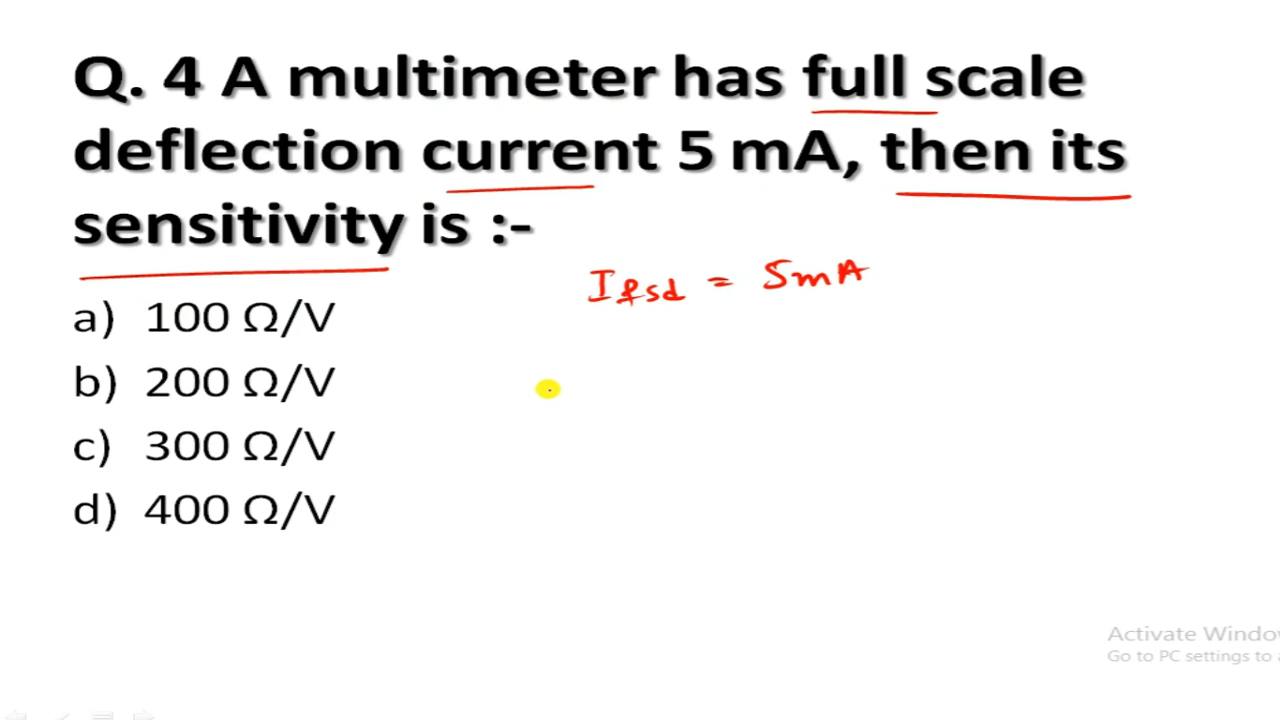 Q. 4 A multimeter has full scale
deflection current 5 mA, then its
sensitivity is :-
I fsd = 5mA
a) 100 Ω/V
b) 200 Ω/V
c) 300 Ω/V
d) 400 Ω/V
Activate Windo
Go to PC settings to a